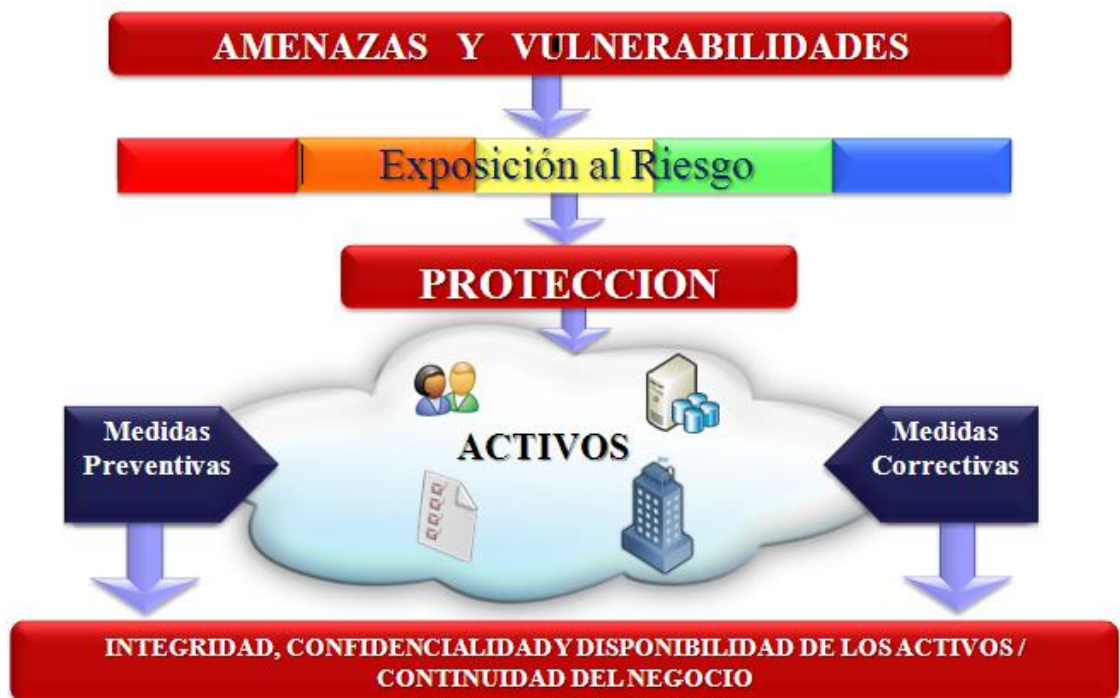 AMENAZAS Y VULNERABILIDADES
Exposición al Riesgo
PROTECCION
ACTIVOS
Medidas
Preventivas
Medidas
Correctivas
INTEGRIDAD, CONFIDENCIALIDAD Y DISPONIBILIDAD DE LOS ACTIVOS /
CONTINUIDAD DEL NEGOCIO